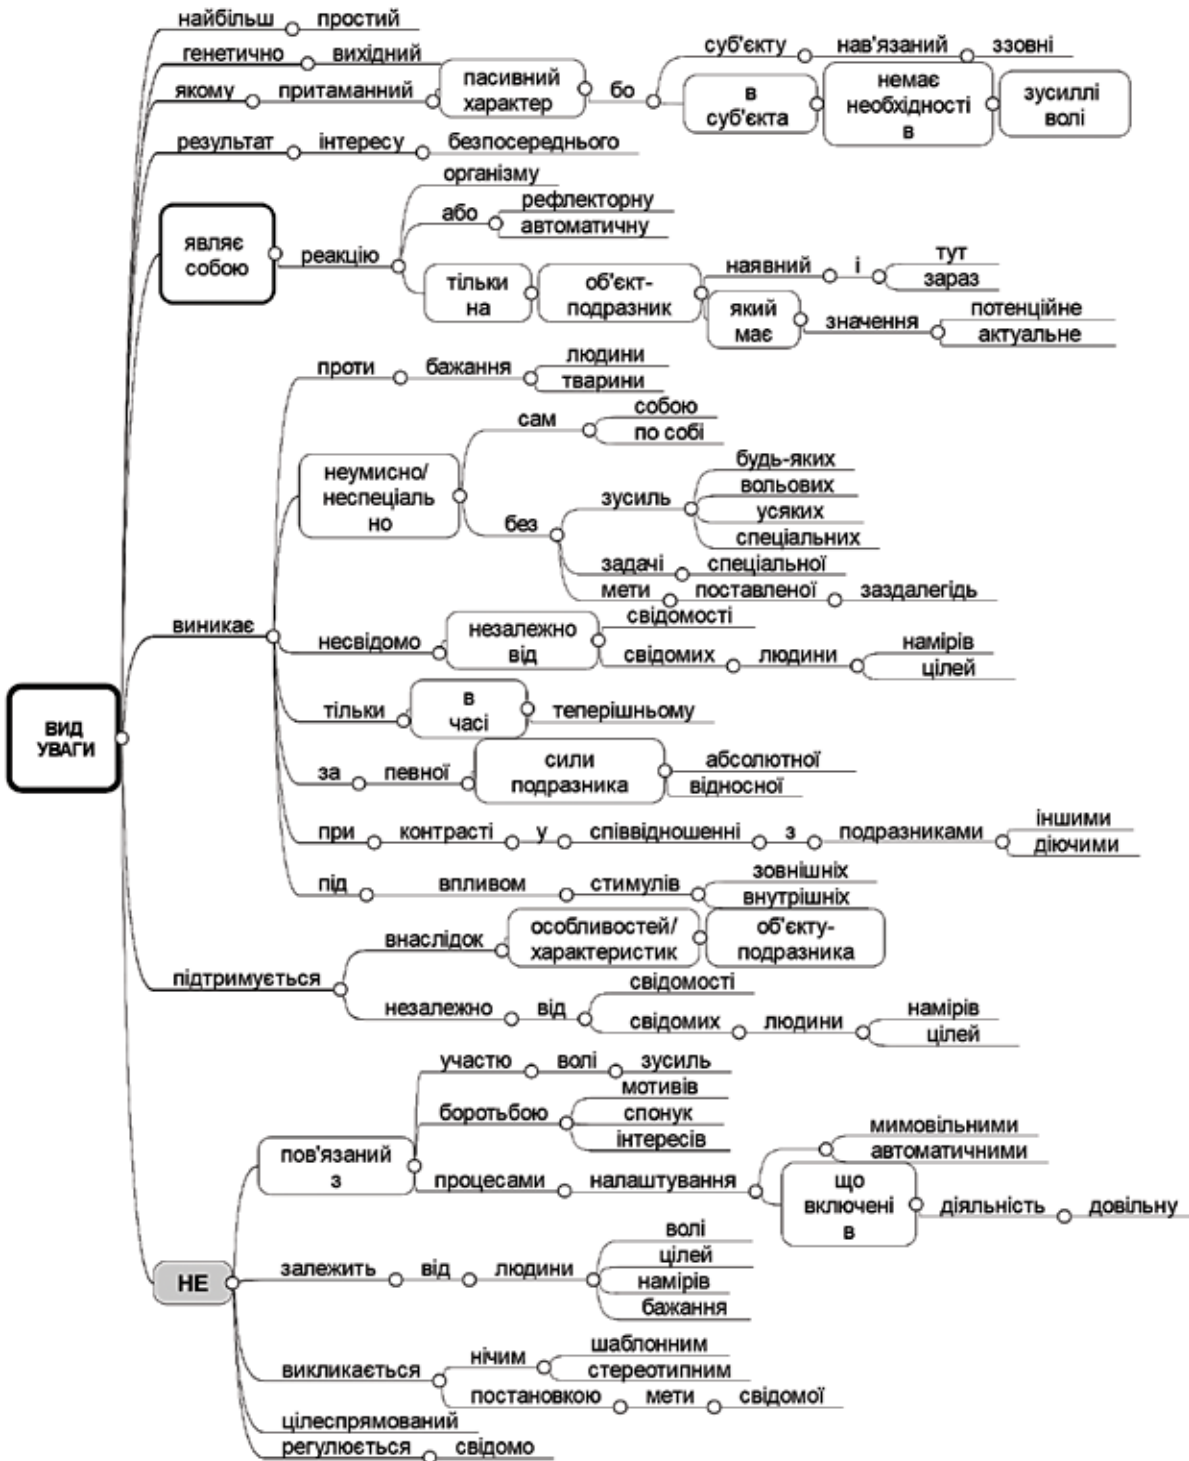 найбільш простий
генетично вихідний
якому притаманний
пасивний
характер
бо
суб'єкту нав'язаний ззовні
в
суб'єкта
немає
необхідності
в
зусиллі
волі
результат інтересу безпосереднього
являє
собою
реакцію
організму
або
рефлекторну
автоматичну
тільки
на
об'єкт-
подразник
наявний і
тут
зараз
який
має
значення
потенційне
актуальне
проти бажання
людини
тварини
неумисно/
неспеціаль
но
сам
собою
по собі
без
зусиль
будь-яких
вольових
усяких
спеціальних
задачі спеціальної
мети поставленої заздалегідь
виникає
несвідомо
незалежно
від
свідомості
свідомих людини
намірів
цілей
тільки
в
часі
теперішньому
ВИД
УВАГИ
за певної
сили
подразника
абсолютної
відносної
при контрасті у співвідношенні з подразниками
іншими
діючими
під впливом стимулів
зовнішніх
внутрішніх
підтримується
внаслідок
особливостей/
характеристик
об'єкту-
подразника
незалежно від
свідомості
свідомих людини
намірів
цілей
НЕ
пов'язаний
з
участю волі зусиль
боротьбою
мотивів
спонук
інтересів
процесами налаштування
мимовільними
автоматичними
що
включені
в
діяльність довільну
залежить від людини
волі
цілей
намірів
бажання
викликається
нічим
шаблонним
стереотипним
постановкою мети свідомої
цілеспрямований
регулюється свідомо